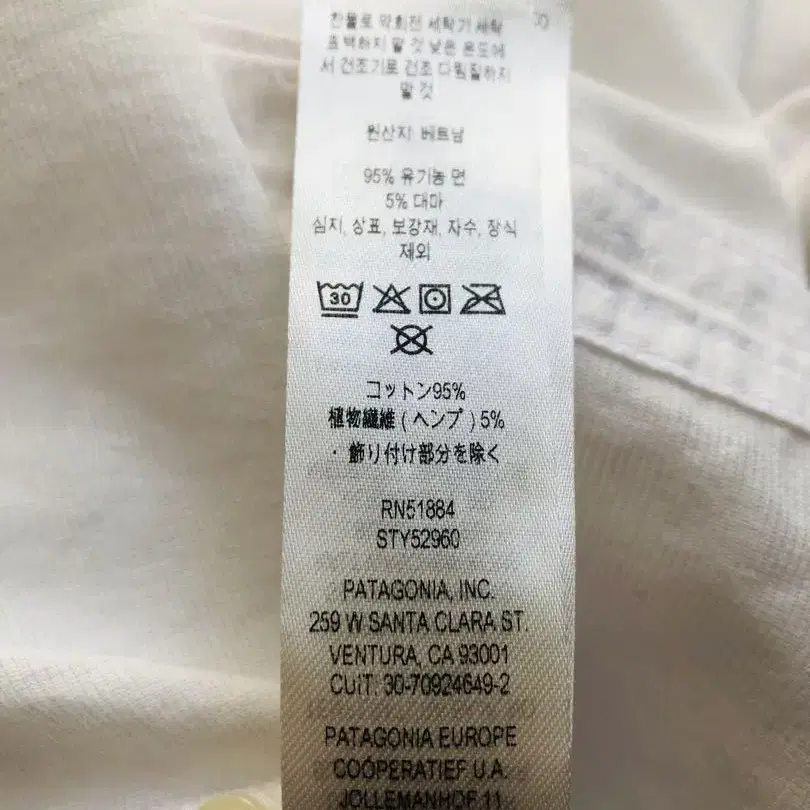 찬물로 약회전 세탁기 세탁
표백하지 말 것 낮은 온도에
서 건조기로 건조 다림질하지
말 것
원산지: 베트남
95% 유기농 면
5% 대마
심지, 상표, 보강재, 자수, 장식
제외
30
コットン95%
植物繊維 ( ヘンプ ) 5%
・飾り付け部分を除く
RN51884
STY52960
PATAGONIA, INC.
259 W SANTA CLARA ST.
VENTURA, CA 93001
CUIT: 30-70924649-2
PATAGONIA EUROPE
COOPERATIEF U.A.
JOLLEMANHOF 11